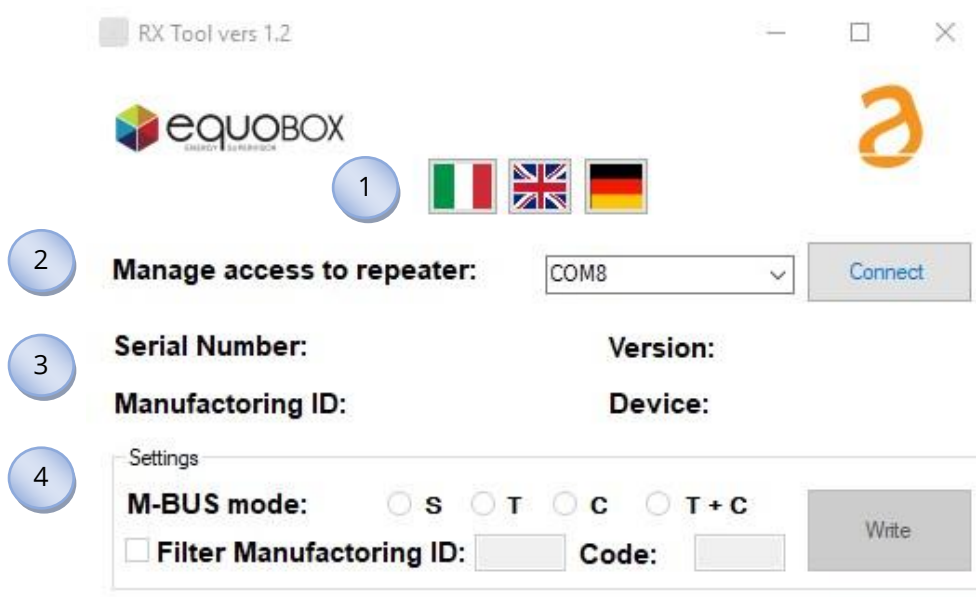 RX Tool vers 1.2
equobox
ENERGY SUPERVISOR
a
1
2
Manage access to repeater: COM8 Connect
3
Serial Number: Version:
Manufactoring ID: Device:
Settings
4
M-BUS mode: S T C T + C
Write
Filter Manufactoring ID: Code: